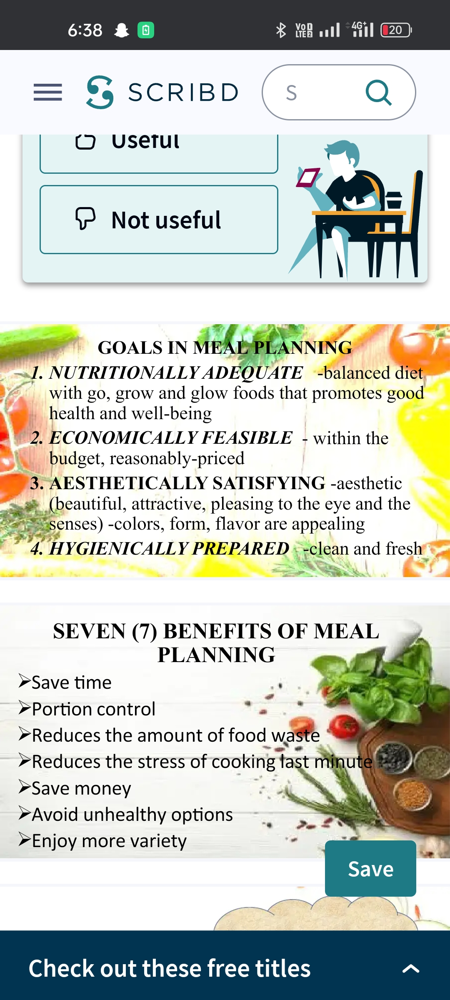 6:38 VoD LTE2 4G+ 20
SCRIBD S
Useful
Not useful
GOALS IN MEAL PLANNING
1. NUTRITIONALLY ADEQUATE -balanced diet
with go, grow and glow foods that promotes good
health and well-being
2. ECONOMICALLY FEASIBLE - within the
budget, reasonably-priced
3. AESTHETICALLY SATISFYING -aesthetic
(beautiful, attractive, pleasing to the eye and the
senses) -colors, form, flavor are appealing
4. HYGIENICALLY PREPARED -clean and fresh
SEVEN (7) BENEFITS OF MEAL
PLANNING
➢Save time
➢Portion control
➢Reduces the amount of food waste
➢Reduces the stress of cooking last minute
➢Save money
➢Avoid unhealthy options
➢Enjoy more variety
Save
Check out these free titles